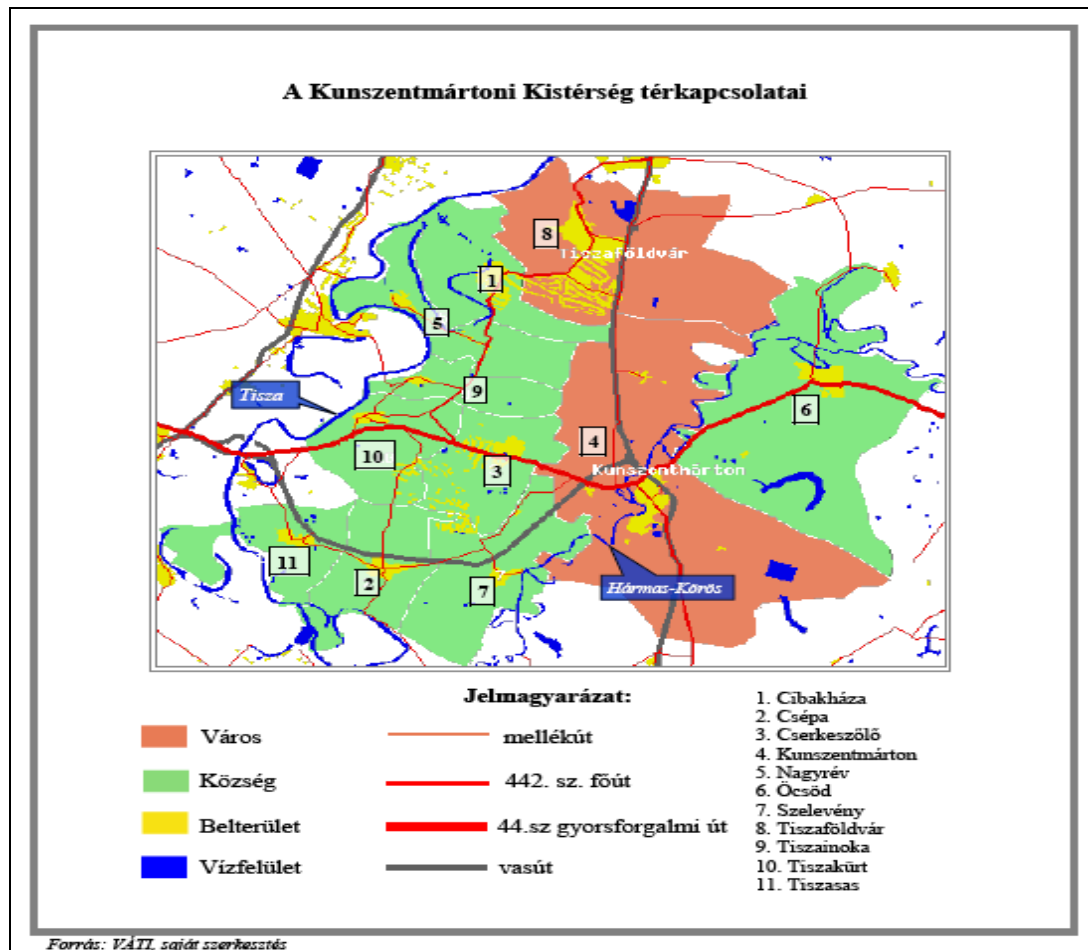 A Kunszentmártoni Kistérség térkapcsolatai
8
Tiszaföldvár
1
5
Tisza
9
6
4
10
3
Kunszentmárton
11
2
7
Hármas-Körös
Jelmagyarázat:
Város
Község
Belterület
Vízfelület
mellékút
442. sz. főút
44.sz gyorsforgalmi út
vasút
1. Cibakháza
2. Csépa
3. Cserkeszőlő
4. Kunszentmárton
5. Nagyrév
6. Öcsöd
7. Szelevény
8. Tiszaföldvár
9. Tiszainoka
10. Tiszakürt
11. Tiszasas
Forrás: VÁTI, saját szerkesztés